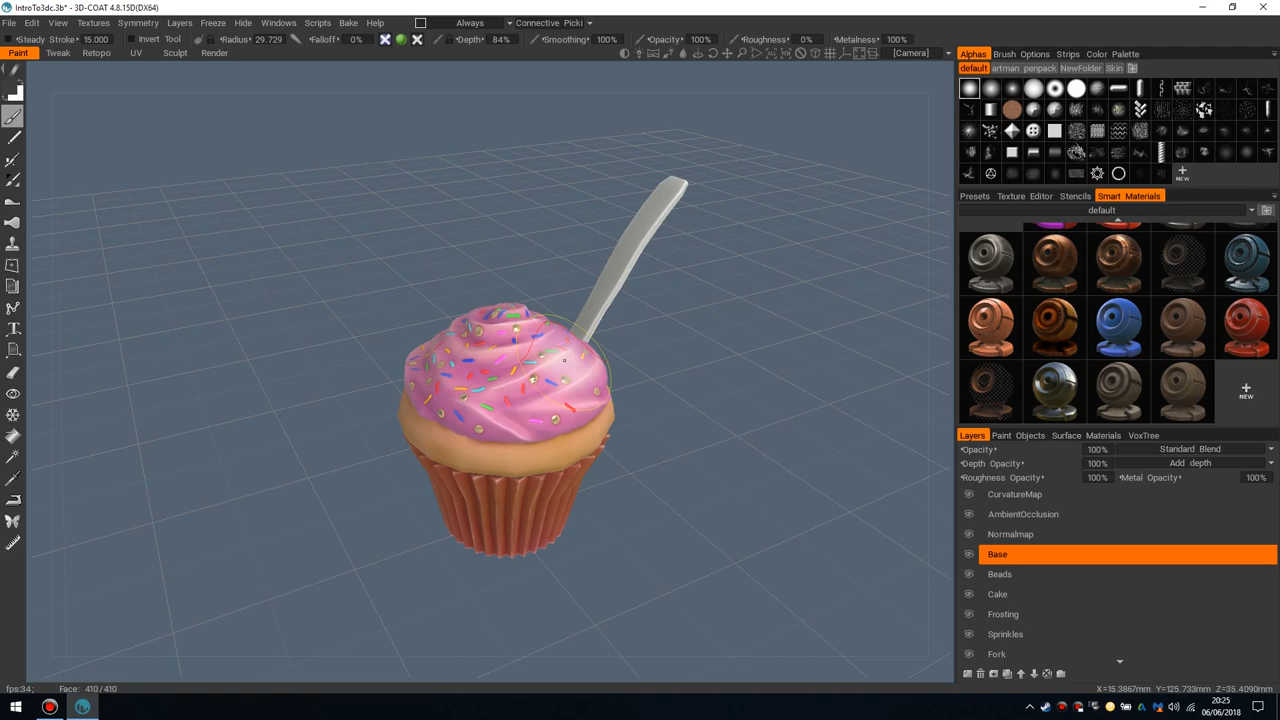 IntroTo3dc.3b* - 3D-COAT 4.8.15D(DX64)
File Edit View Textures Symmetry Layers Freeze Hide Windows Scripts Bake Help Always Connective Picki
Steady Stroke 15.000 Invert Tool Radius 29.729 Falloff 0% Depth 84% Smoothing 100% Opacity 100% Roughness 0% Metalness 100%
Paint Tweak Retopo UV Sculpt Render [Camera]
Alphas Brush Options Strips Color Palette
default artman penpack NewFolder Skin
NEW
Presets Texture Editor Stencils Smart Materials
default
NEW
Layers Paint Objects Surface Materials VoxTree
Opacity 100% Standard Blend
Depth Opacity 100% Add depth
Roughness Opacity 100% Metal Opacity 100%
CurvatureMap
AmbientOcclusion
Normalmap
Base
Beads
Cake
Frosting
Sprinkles
Fork
fps:34; Face: 410/410 X=15.3867mm Y=125.733mm Z=35.4090mm
20:25
06/06/2018